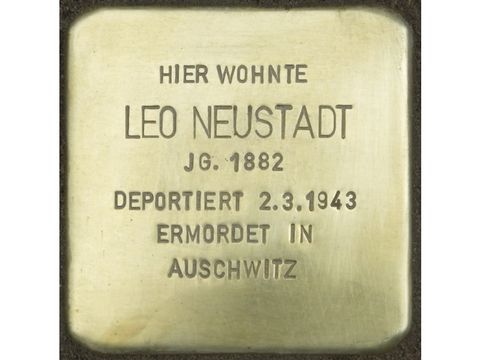 HIER WOHNTE
LEO NEUSTADT
JG. 1882
DEPORTIERT 2.3.1943
ERMORDET IN
AUSCHWITZ